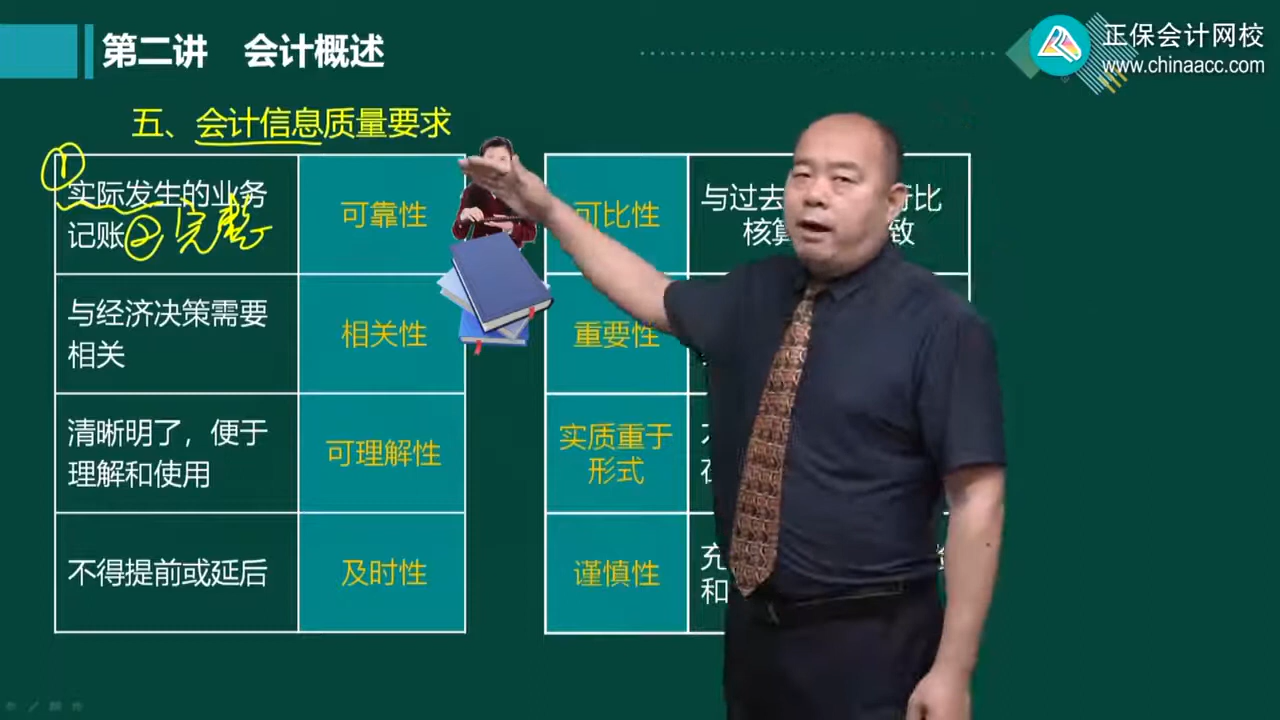 第二讲 会计概述
正保会计网校
www.chinaacc.com
五、会计信息质量要求
①
实际发生的业务
记账②完整
可靠性
与经济决策需要
相关
相关性
清晰明了，便于
理解和使用
可理解性
不得提前或延后
及时性
可比性
与过去
行比
核算
致
重要性
实质重于
形式
谨慎性
充
和